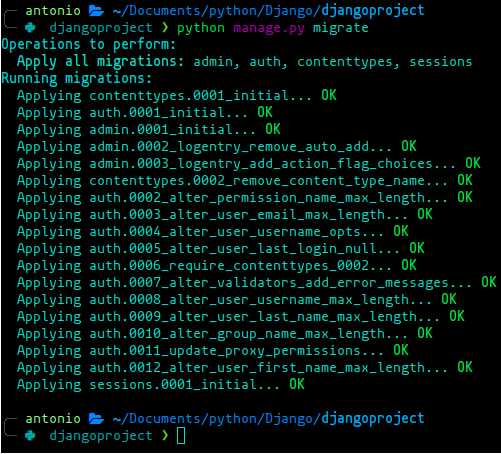 antonio ~/Documents/python/Django/djangoproject
djangoproject ❯ python manage.py migrate
Operations to perform:
  Apply all migrations: admin, auth, contenttypes, sessions
Running migrations:
  Applying contenttypes.0001_initial... OK
  Applying auth.0001_initial... OK
  Applying admin.0001_initial... OK
  Applying admin.0002_logentry_remove_auto_add... OK
  Applying admin.0003_logentry_add_action_flag_choices... OK
  Applying contenttypes.0002_remove_content_type_name... OK
  Applying auth.0002_alter_permission_name_max_length... OK
  Applying auth.0003_alter_user_email_max_length... OK
  Applying auth.0004_alter_user_username_opts... OK
  Applying auth.0005_alter_user_last_login_null... OK
  Applying auth.0006_require_contenttypes_0002... OK
  Applying auth.0007_alter_validators_add_error_messages... OK
  Applying auth.0008_alter_user_username_max_length... OK
  Applying auth.0009_alter_user_last_name_max_length... OK
  Applying auth.0010_alter_group_name_max_length... OK
  Applying auth.0011_update_proxy_permissions... OK
  Applying auth.0012_alter_user_first_name_max_length... OK
  Applying sessions.0001_initial... OK
antonio ~/Documents/python/Django/djangoproject
djangoproject ❯